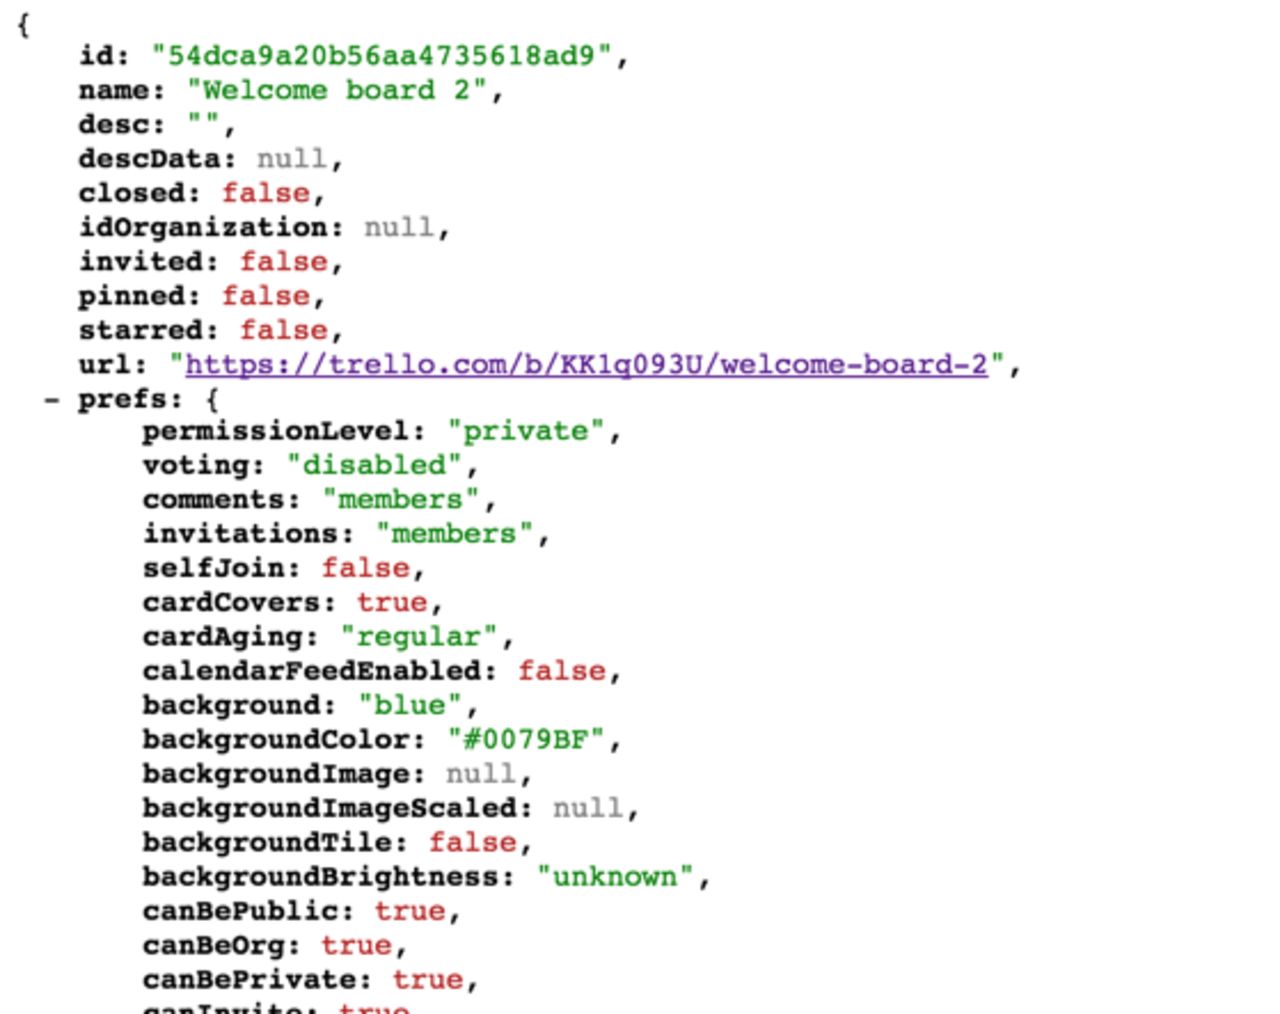 {
id: "54dca9a20b56aa4735618ad9",
name: "Welcome board 2",
desc: "",
descData: null,
closed: false,
idOrganization: null,
invited: false,
pinned: false,
starred: false,
url: "https://trello.com/b/KK1q093U/welcome-board-2",
- prefs: {
permissionLevel: "private",
voting: "disabled",
comments: "members",
invitations: "members",
selfJoin: false,
cardCovers: true,
cardAging: "regular",
calendarFeedEnabled: false,
background: "blue",
backgroundColor: "#0079BF",
backgroundImage: null,
backgroundImageScaled: null,
backgroundTile: false,
backgroundBrightness: "unknown",
canBePublic: true,
canBeOrg: true,
canBePrivate: true,
canInvite: true